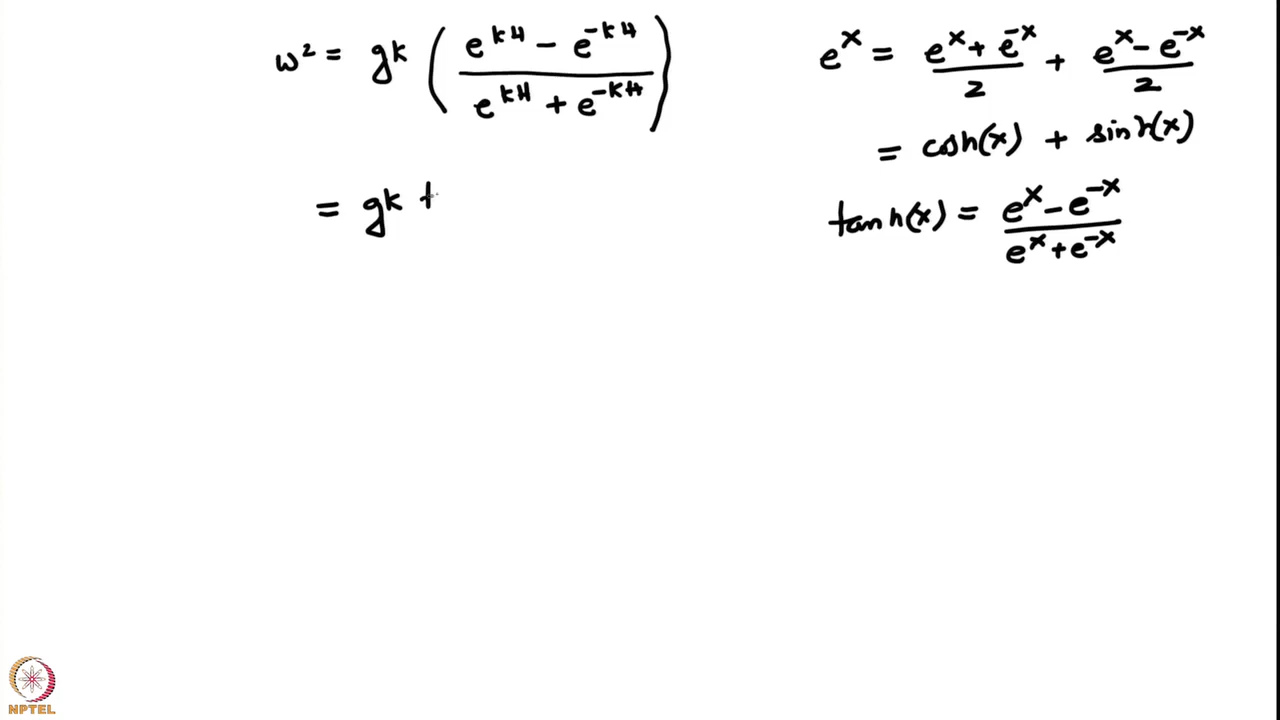 ω² = gk ( (e^{kH} − e^{−kH}) / (e^{kH} + e^{−kH}) )
= gk t
e^x = (e^x + e^{−x})/2 + (e^x − e^{−x})/2
= cosh(x) + sinh(x)
tanh(x) = (e^x − e^{−x}) / (e^x + e^{−x})
NPTEL